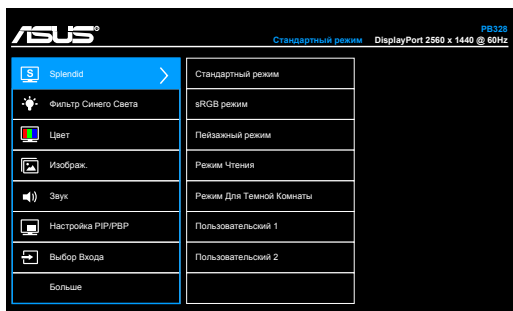 ASUS
PB328
Стандартный режим DisplayPort 2560 x 1440 @ 60Hz
S Splendid
Стандартный режим
Фильтр Синего Света
sRGB режим
Цвет
Пейзажный режим
Изображ.
Режим Чтения
Звук
Режим Для Темной Комнаты
Настройка PIP/PBP
Пользовательский 1
Выбор Входа
Пользовательский 2
Больше